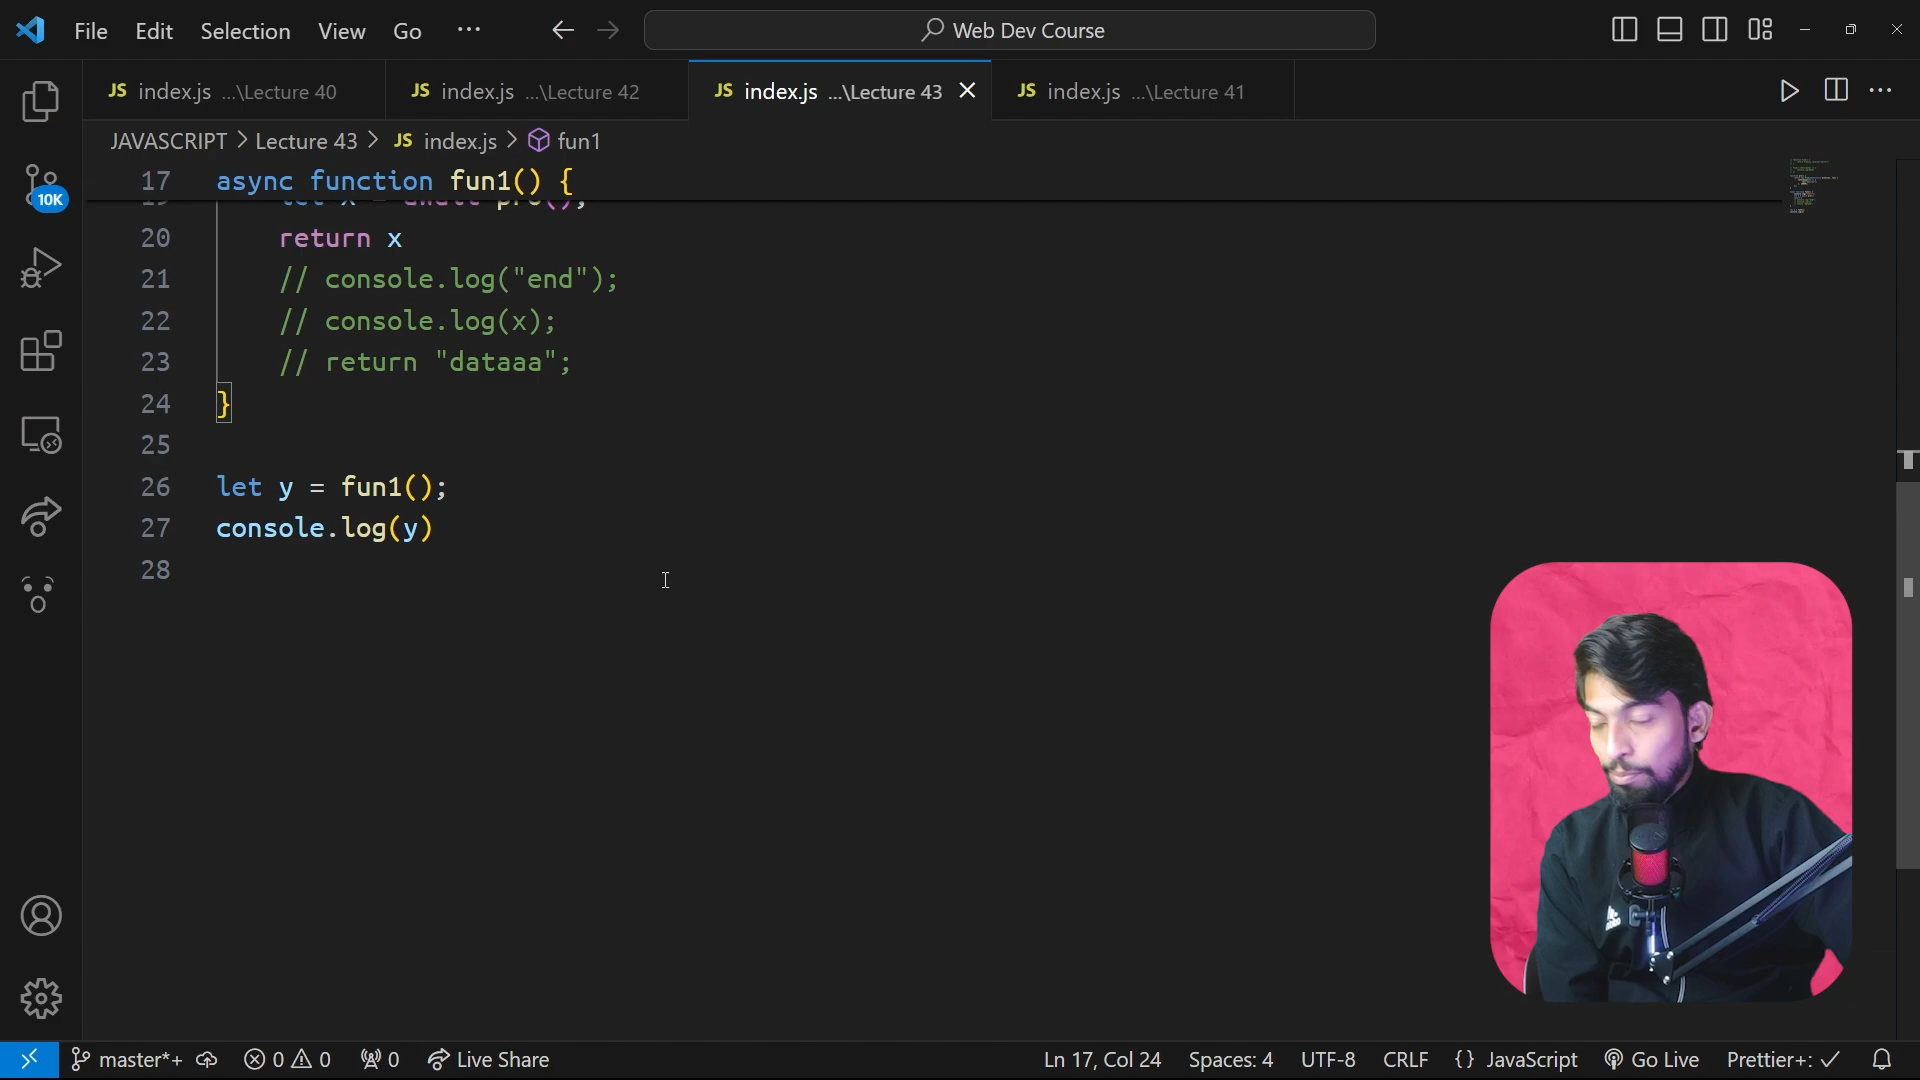 File Edit Selection View Go ··· Web Dev Course
JS index.js ...\Lecture 40 JS index.js ...\Lecture 42 JS index.js ...\Lecture 43 JS index.js ...\Lecture 41
JAVASCRIPT > Lecture 43 > JS index.js > fun1
17 async function fun1() {
let x = await pro();
20 return x
21 // console.log("end");
22 // console.log(x);
23 // return "dataaa";
24 }
25
26 let y = fun1();
27 console.log(y)
28
10K
master*+ 0 0 0 Live Share Ln 17, Col 24 Spaces: 4 UTF-8 CRLF {} JavaScript Go Live Prettier+: ✓